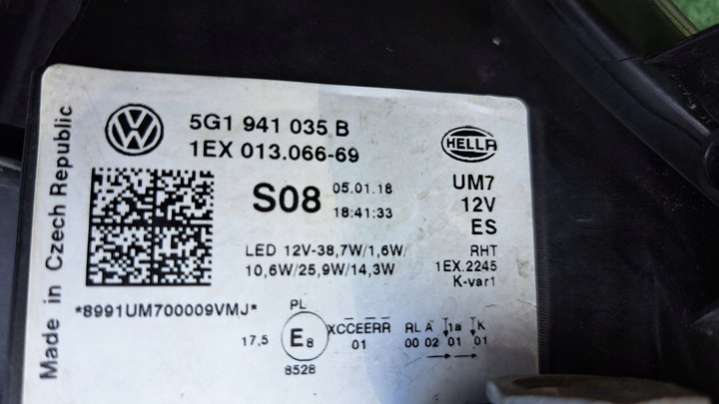 Made in Czech Republic
5G1 941 035 B
1EX 013.066-69
HELLA
S08
05.01.18
18:41:33
UM7
12V
ES
LED 12V-38,7W/1,6W/
10,6W/25,9W/14,3W
RHT
1EX.2245
K-var1
*8991UM700009VMJ*
PL
17,5
E8
XCCEERR
01
RL A 1a K
00 02 01 01
8528